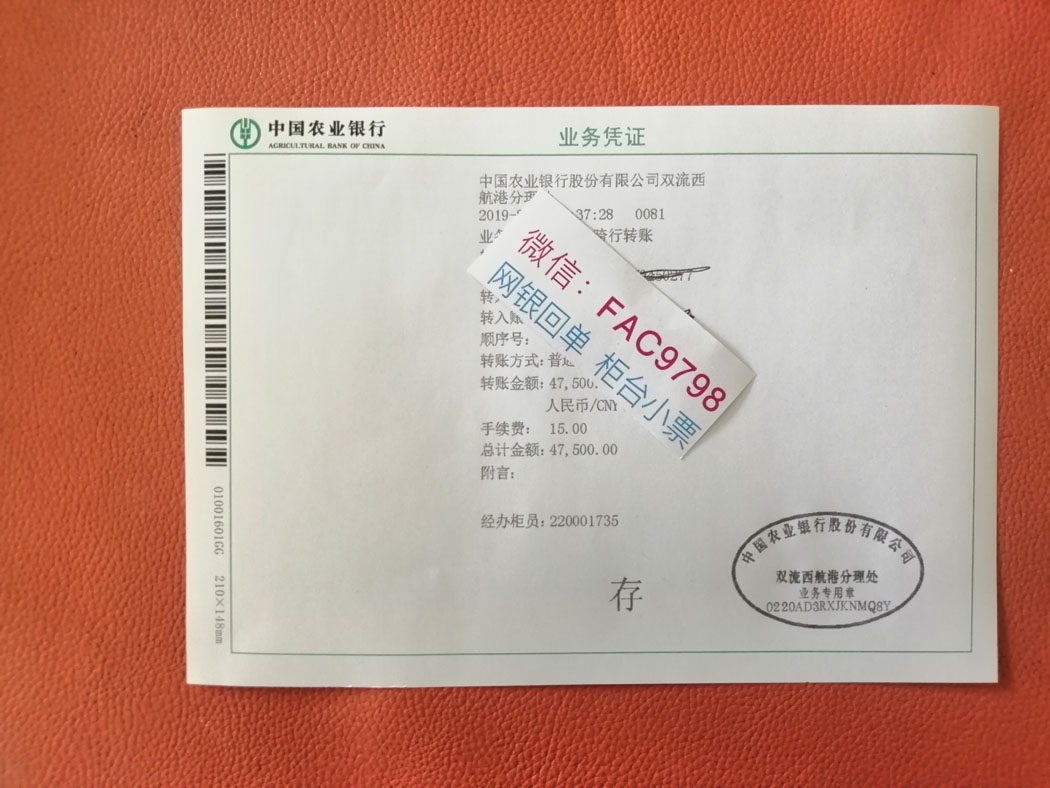 中国农业银行
AGRICULTURAL BANK OF CHINA
业务凭证
中国农业银行股份有限公司双流西
航港分理
2019- 37:28 0081
业务 跨行转账
转入账
顺序号:
转账方式: 普通
转账金额: 47,500.
人民币/CNY
手续费: 15.00
总计金额: 47,500.00
附言:
经办柜员: 220001735
存
微信: FAC9798
网银回单 柜台小票
中国农业银行股份有限公司
双流西航港分理处
业务专用章
0220AD3RXJKNMQ8Y
01001601GG 210×148mm